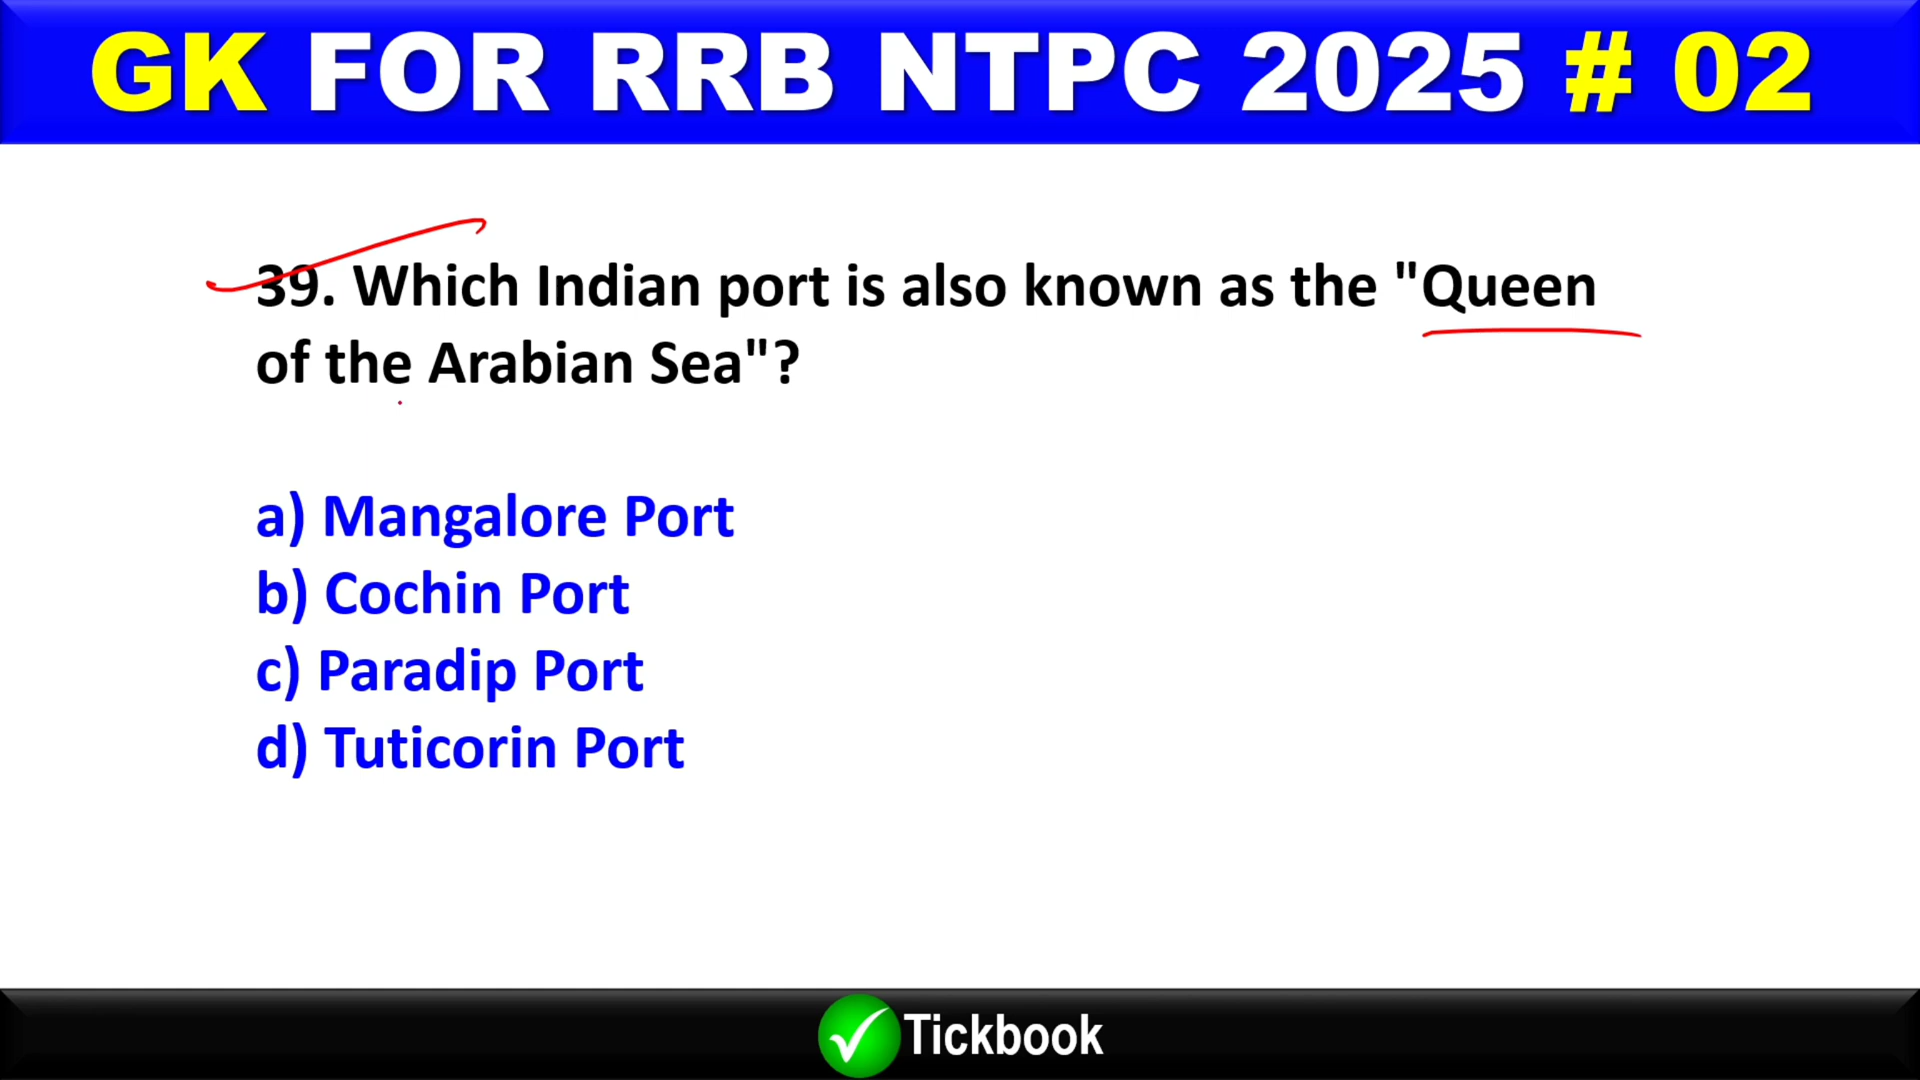 GK FOR RRB NTPC 2025 # 02
39. Which Indian port is also known as the "Queen
of the Arabian Sea"?
a) Mangalore Port
b) Cochin Port
c) Paradip Port
d) Tuticorin Port
Tickbook